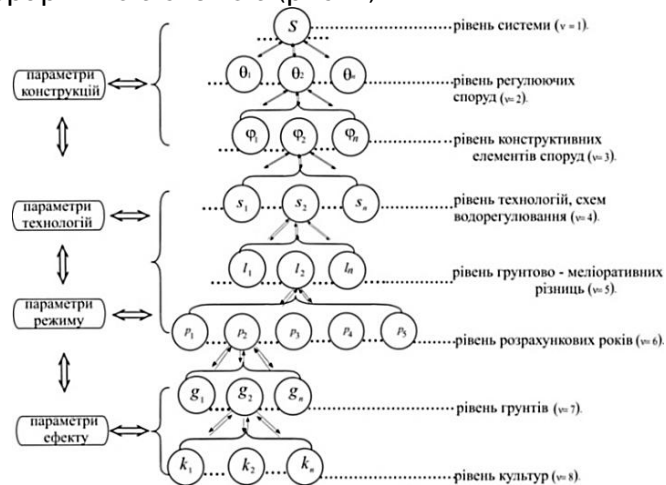 S
рівень системи (v = 1).
θ₁ θ₂ θₙ
рівень регулюючих
споруд (v= 2).
параметри
конструкцій
φ₁ φ₂ φₙ
рівень конструктивних
елементів споруд (v= 3).
s₁ s₂ sₙ
рівень технологій, схем
водорегулювання (v= 4).
параметри
технологій
l₁ l₂ lₙ
рівень грунтово - меліоративних
різниць (v= 5).
параметри
режиму
p₁ p₂ p₃ p₄ p₅
рівень розрахункових років (v= 6).
g₁ g₂ gₙ
рівень грунтів (v= 7).
параметри
ефекту
k₁ k₂ kₙ
рівень культур (v= 8).